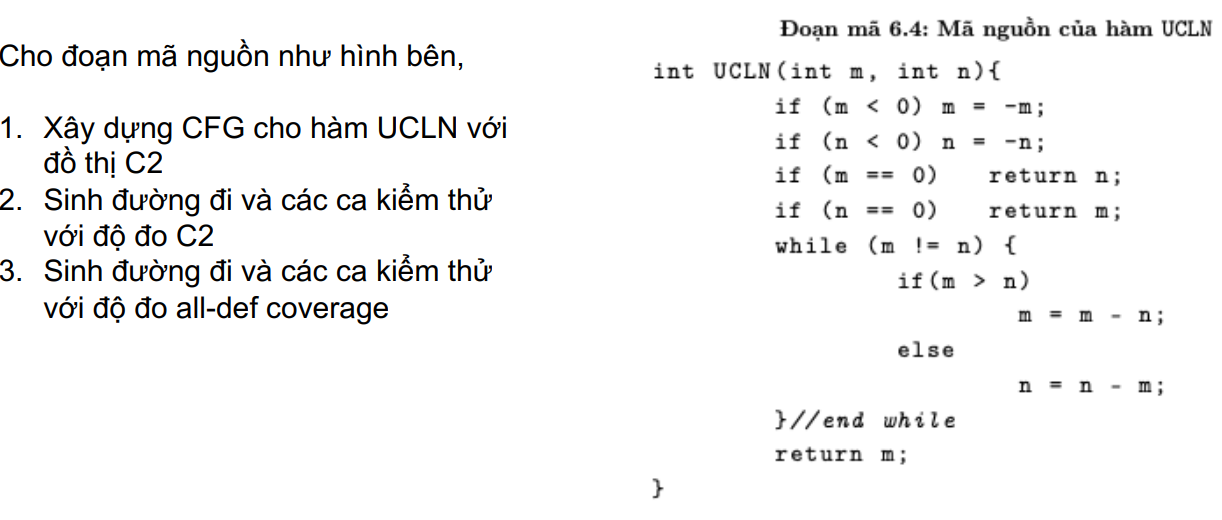 Cho đoạn mã nguồn như hình bên,
1. Xây dựng CFG cho hàm UCLN với
đồ thị C2
2. Sinh đường đi và các ca kiểm thử
với độ đo C2
3. Sinh đường đi và các ca kiểm thử
với độ đo all-def coverage
Đoạn mã 6.4: Mã nguồn của hàm UCLN
int UCLN(int m, int n){
if (m < 0) m = -m;
if (n < 0) n = -n;
if (m == 0) return n;
if (n == 0) return m;
while (m != n) {
if(m > n)
m = m - n;
else
n = n - m;
}//end while
return m;
}